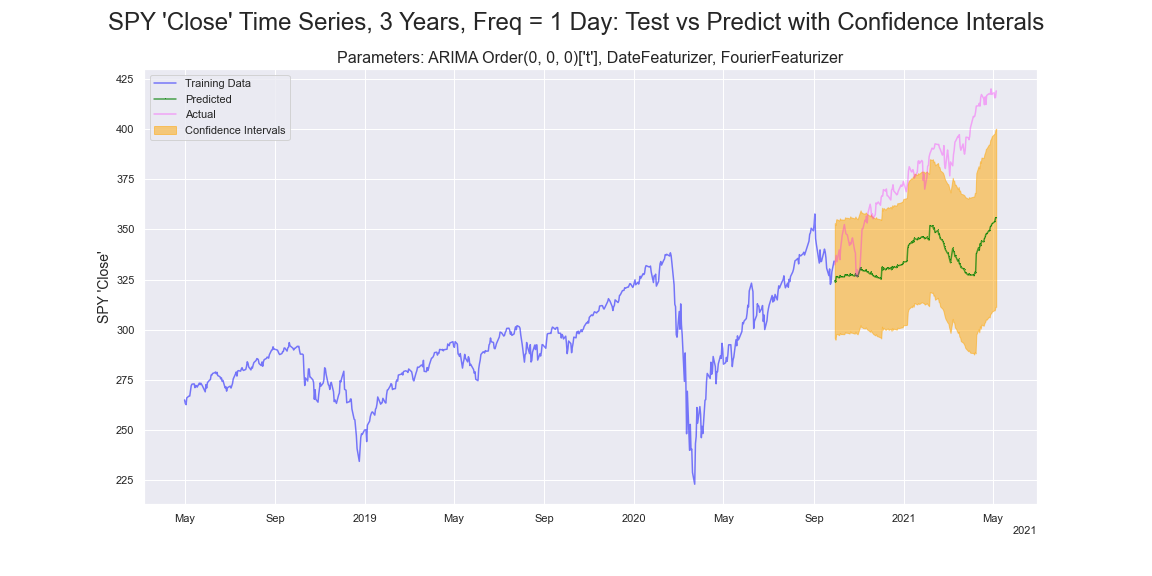 SPY 'Close' Time Series, 3 Years, Freq = 1 Day: Test vs Predict with Confidence Interals
Parameters: ARIMA Order(0, 0, 0)['t'], DateFeaturizer, FourierFeaturizer
Training Data
Predicted
Actual
Confidence Intervals
SPY 'Close'
425
400
375
350
325
300
275
250
225
May
Sep
2019
May
Sep
2020
May
Sep
2021
May
2021